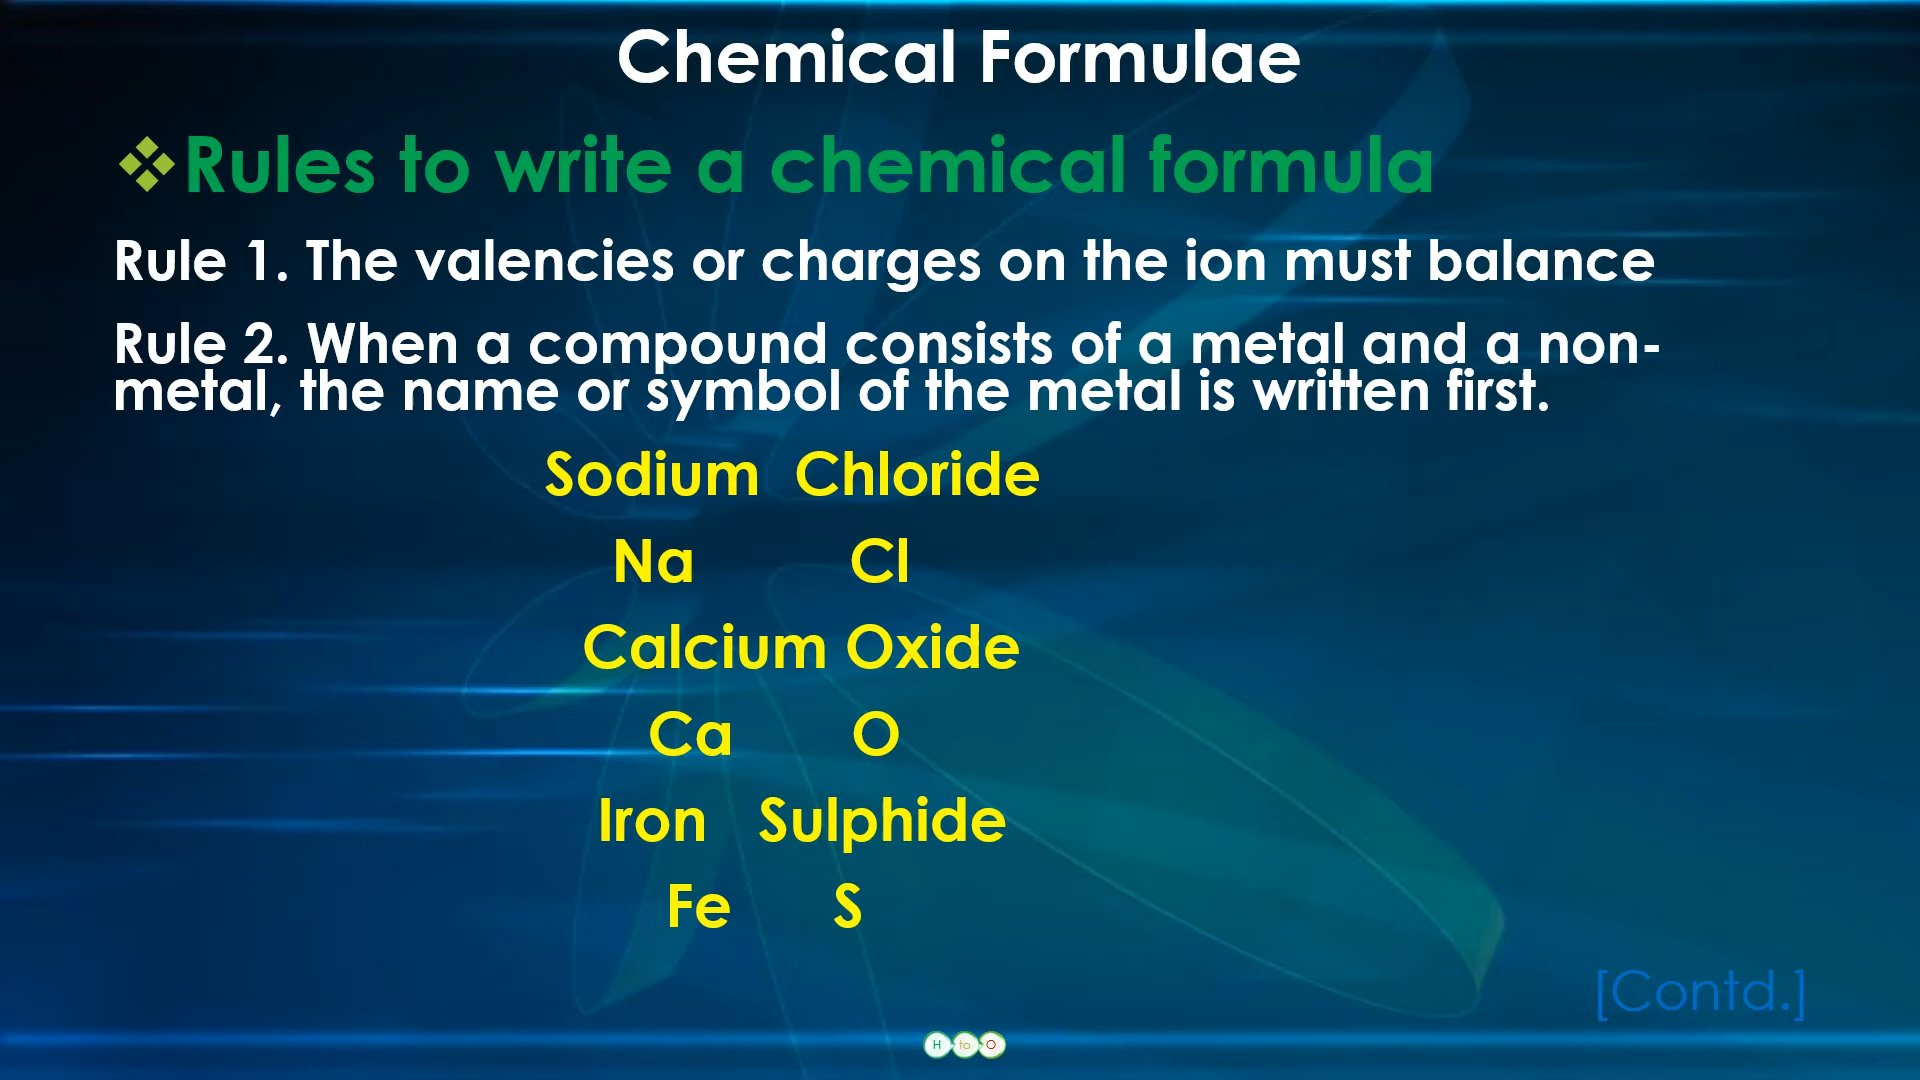 Chemical Formulae
Rules to write a chemical formula
Rule 1. The valencies or charges on the ion must balance
Rule 2. When a compound consists of a metal and a non-
metal, the name or symbol of the metal is written first.
Sodium Chloride
Na Cl
Calcium Oxide
Ca O
Iron Sulphide
Fe S
[Contd.]
H to O